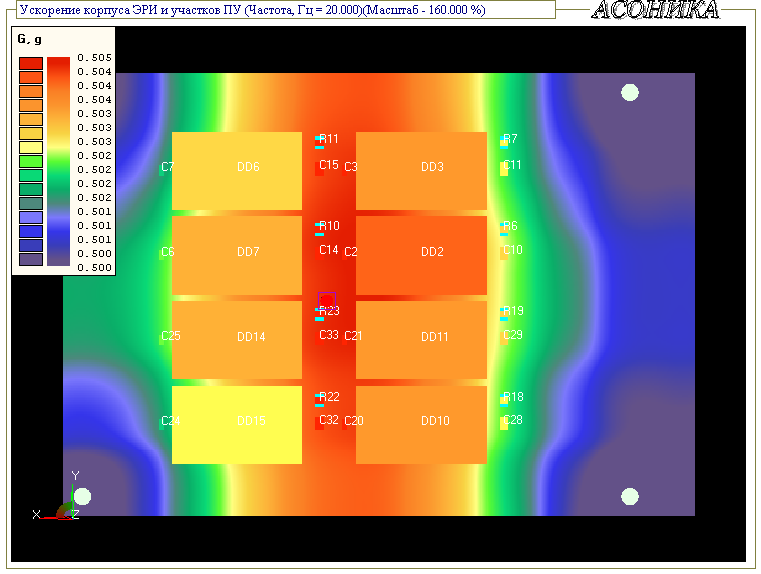 Ускорение корпуса ЭРИ и участков ПУ (Частота, Гц = 20.000)(Масштаб - 160.000 %)
АСОНИКА
G, g
0.505
0.504
0.504
0.504
0.503
0.503
0.503
0.502
0.502
0.502
0.501
0.501
0.501
0.500
0.500
R11 R7
C7 DD6 C15 C3 DD3 C11
R10 R6
C6 DD7 C14 C2 DD2 C10
R23 R19
C25 DD14 C33 C21 DD11 C29
R22 R18
C24 DD15 C32 C20 DD10 C28
Y
X Z